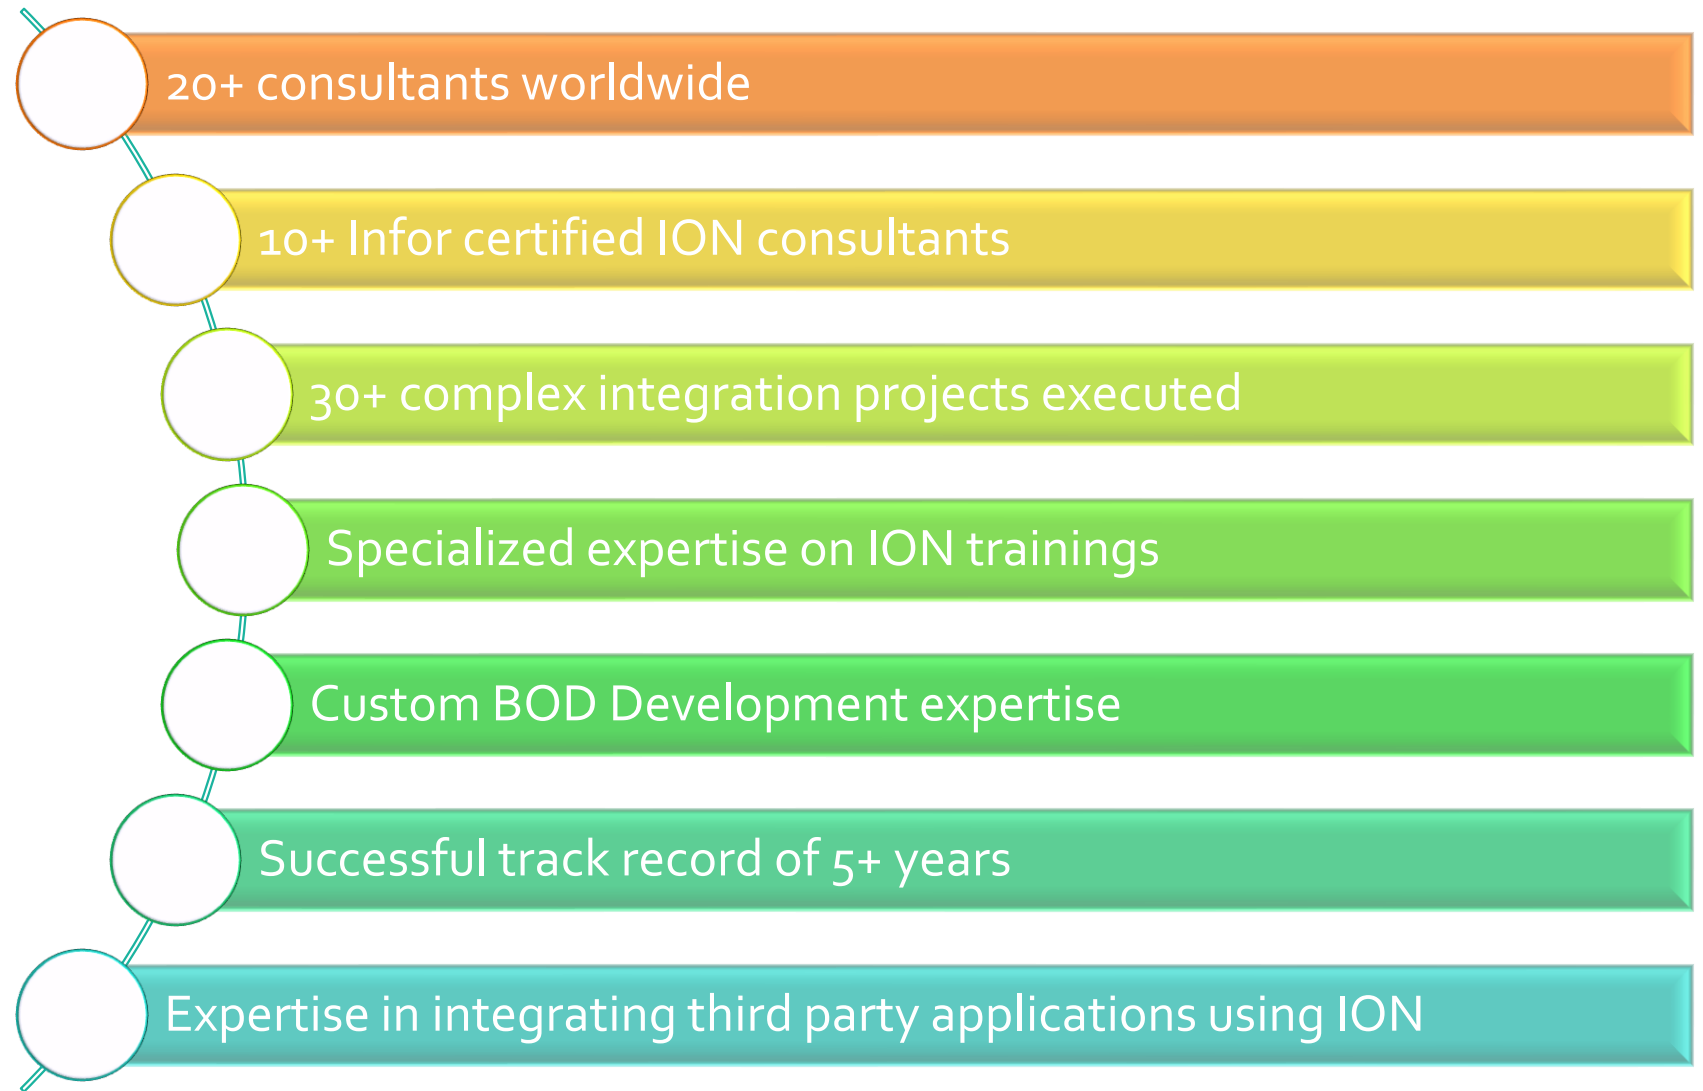 20+ consultants worldwide
10+ Infor certified ION consultants
30+ complex integration projects executed
Specialized expertise on ION trainings
Custom BOD Development expertise
Successful track record of 5+ years
Expertise in integrating third party applications using ION